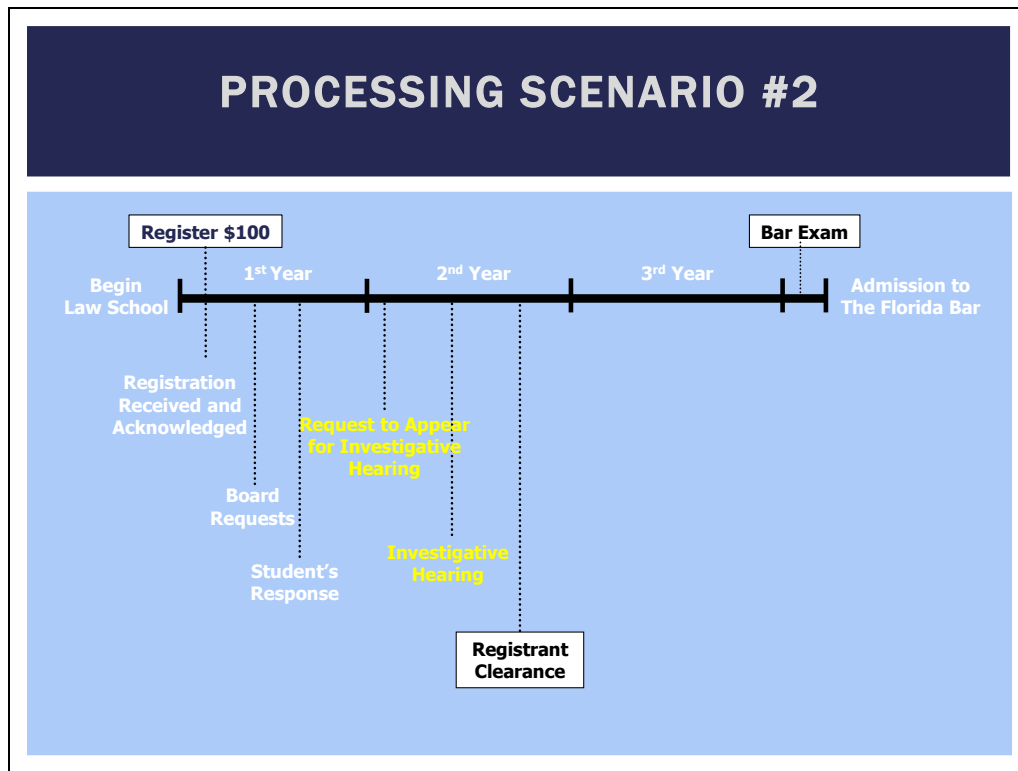 PROCESSING SCENARIO #2
Register $100
Bar Exam
1st Year
2nd Year
3rd Year
Begin
Law School
Admission to
The Florida Bar
Registration
Received and
Acknowledged
Request to Appear
for Investigative
Hearing
Board
Requests
Investigative
Hearing
Student’s
Response
Registrant
Clearance